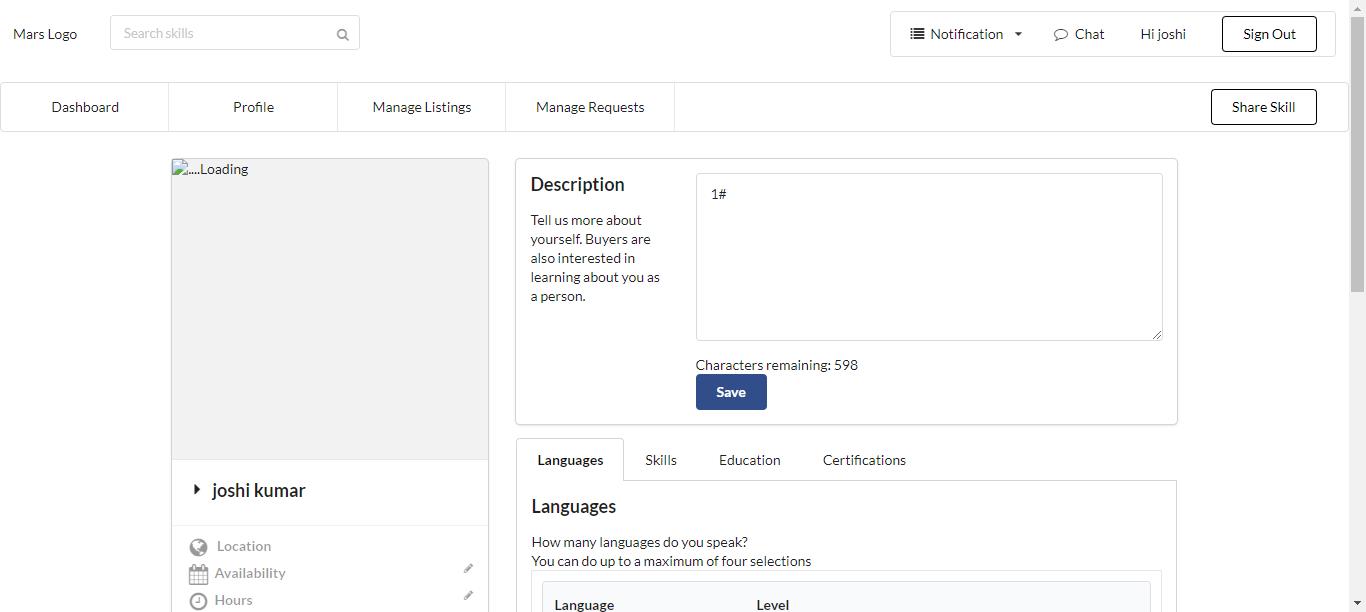 Mars Logo
Search skills
Notification
Chat
Hi joshi
Sign Out
Dashboard
Profile
Manage Listings
Manage Requests
Share Skill
....Loading
joshi kumar
Location
Availability
Hours
Description
Tell us more about
yourself. Buyers are
also interested in
learning about you as
a person.
1#
Characters remaining: 598
Save
Languages
Skills
Education
Certifications
Languages
How many languages do you speak?
You can do up to a maximum of four selections
Language
Level